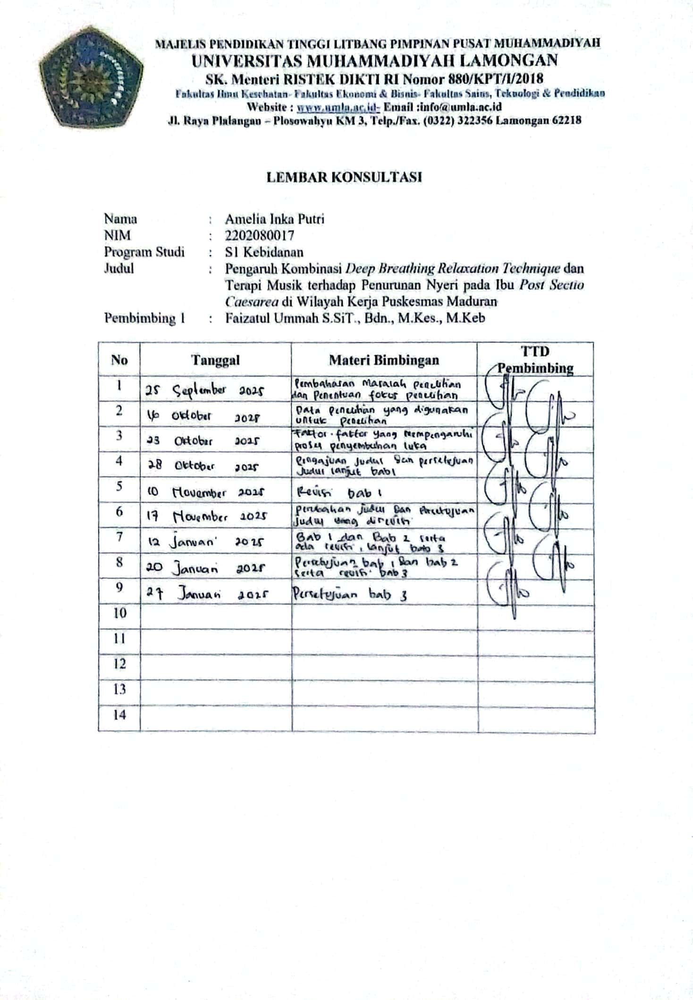 MAJELIS PENDIDIKAN TINGGI LITBANG PIMPINAN PUSAT MUHAMMADIYAH
UNIVERSITAS MUHAMMADIYAH LAMONGAN
SK. Menteri RISTEK DIKTI RI Nomor 880/KPT/I/2018
Fakultas Ilmu Kesehatan- Fakultas Ekonomi & Bisnis- Fakultas Sains, Teknologi & Pendidikan
Website : www.umla.ac.id- Email :info@umla.ac.id
Jl. Raya Plalangan – Plosowahyu KM 3, Telp./Fax. (0322) 322356 Lamongan 62218
LEMBAR KONSULTASI
Nama : Amelia Inka Putri
NIM : 2202080017
Program Studi : S1 Kebidanan
Judul : Pengaruh Kombinasi Deep Breathing Relaxation Technique dan
Terapi Musik terhadap Penurunan Nyeri pada Ibu Post Sectio
Caesarea di Wilayah Kerja Puskesmas Maduran
Pembimbing 1 : Faizatul Ummah S.SiT., Bdn., M.Kes., M.Keb
No Tanggal Materi Bimbingan TTD
Pembimbing
1 25 September 2025 Pembahasan Masalah penelitian
dan Penentuan fokus penelitian
2 16 Oktober 2025 Data penelitian yang digunakan
untuk penelitian
3 23 Oktober 2025 Faktor-faktor yang mempengaruhi
proses penyembuhan luka
4 28 Oktober 2025 Pengajuan Judul dan persetujuan
Judul lanjut bab 1
5 10 November 2025 Revisi bab 1
6 17 November 2025 perubahan judul dan Persetujuan
Judul yang direvisi
7 12 Januari 2025 Bab 1 dan Bab 2 serta
ada revisi, lanjut bab 3
8 20 Januari 2025 Persetujuan bab 1 dan bab 2
serta revisi bab 3
9 27 Januari 2025 Persetujuan bab 3
10
11
12
13
14